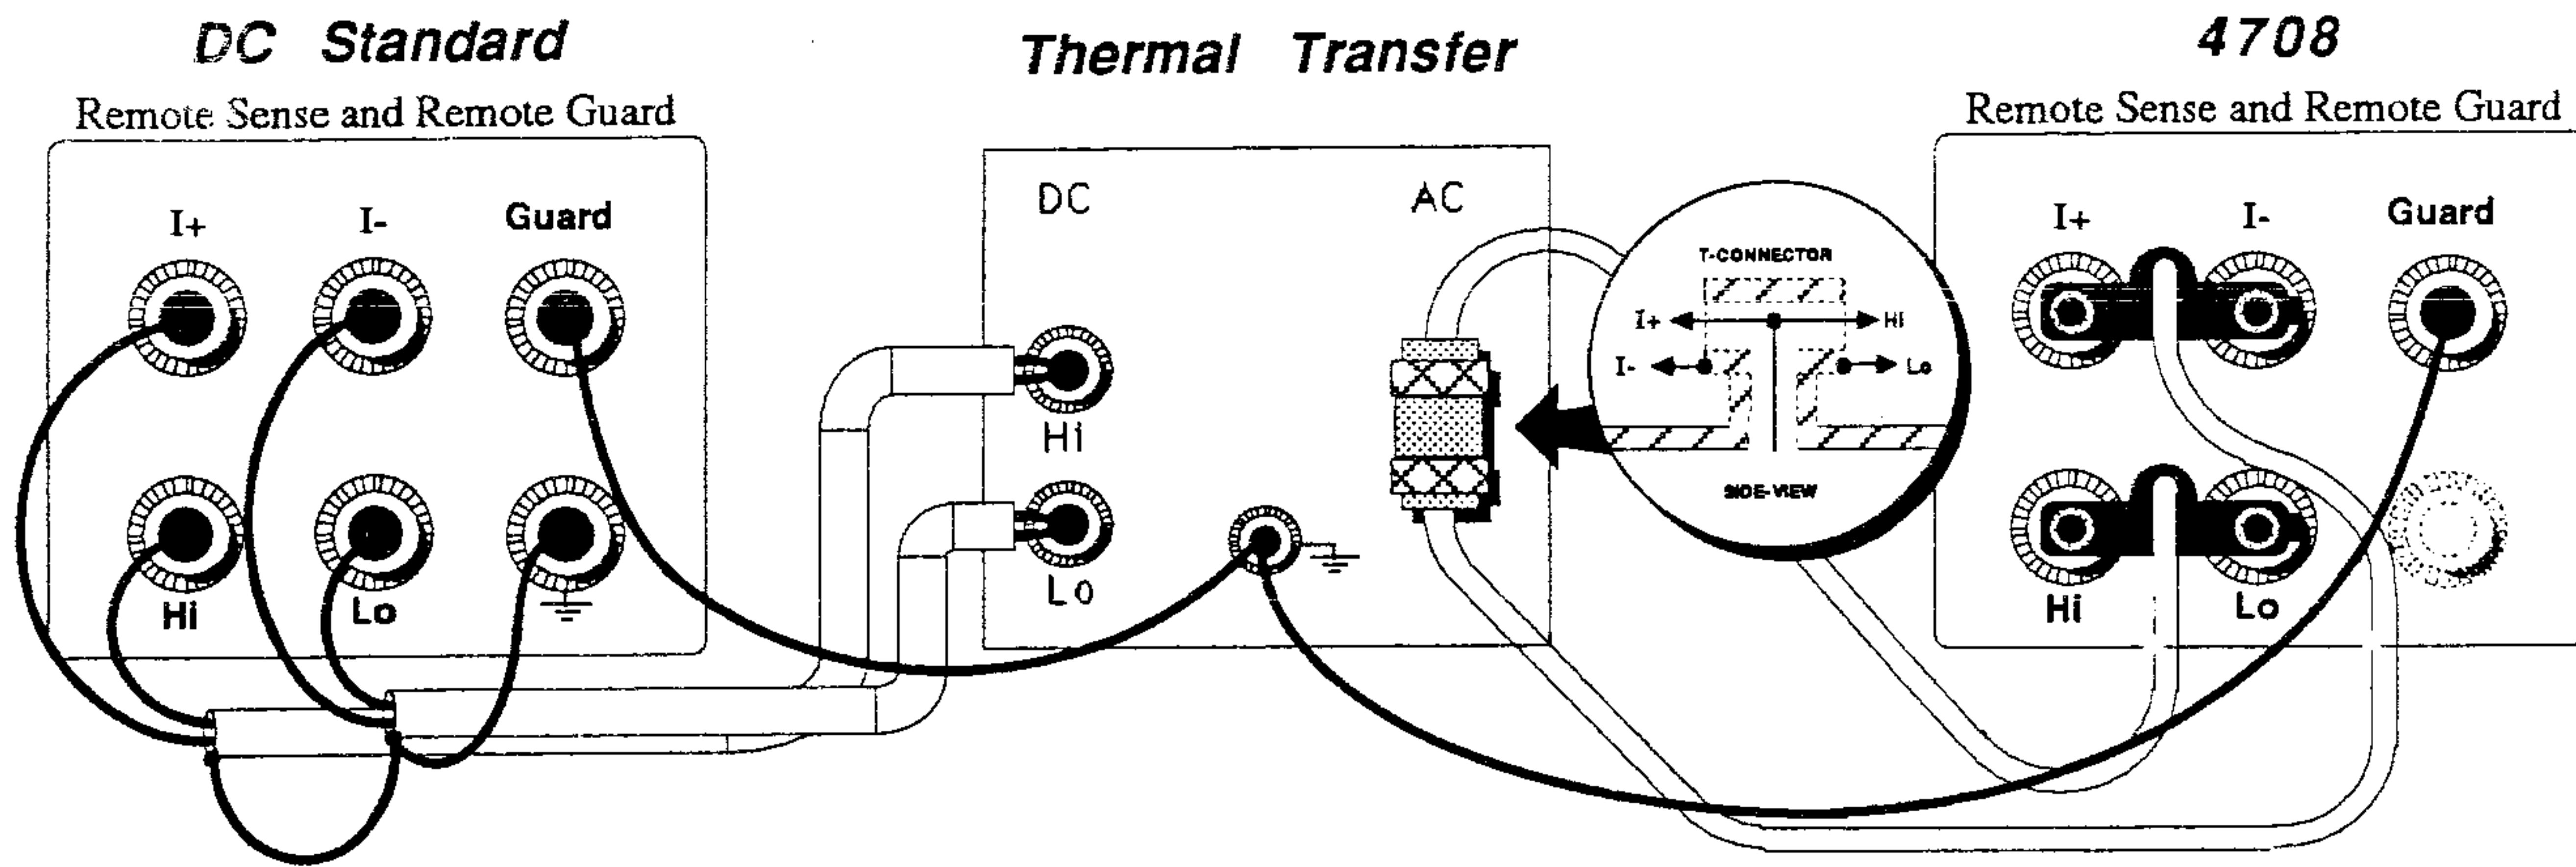 DC Standard
Remote Sense and Remote Guard
I+ I- Guard
Hi Lo
Thermal Transfer
DC AC
Hi
Lo
T-CONNECTOR
I+ HI
I- Lo
SIDE-VIEW
4708
Remote Sense and Remote Guard
I+ I- Guard
Hi Lo